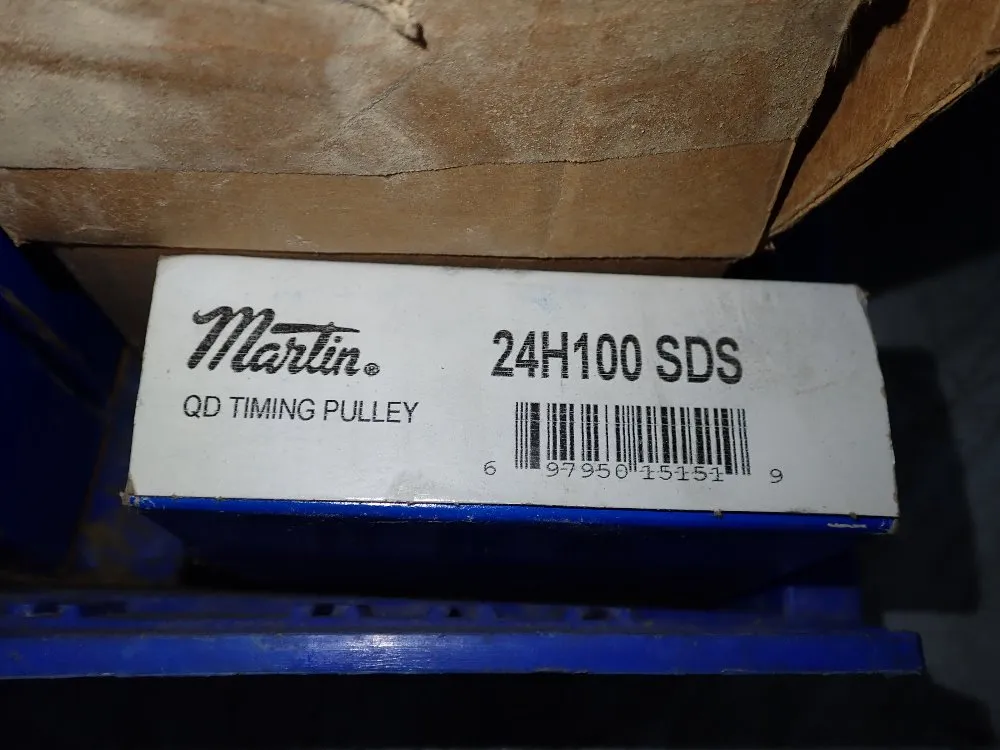 Martin®
QD TIMING PULLEY
24H100 SDS
6 97950 15151 9